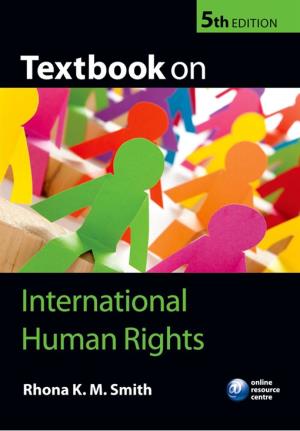 5th EDITION
Textbook on
International
Human Rights
Rhona K. M. Smith
@ online
resource
centre